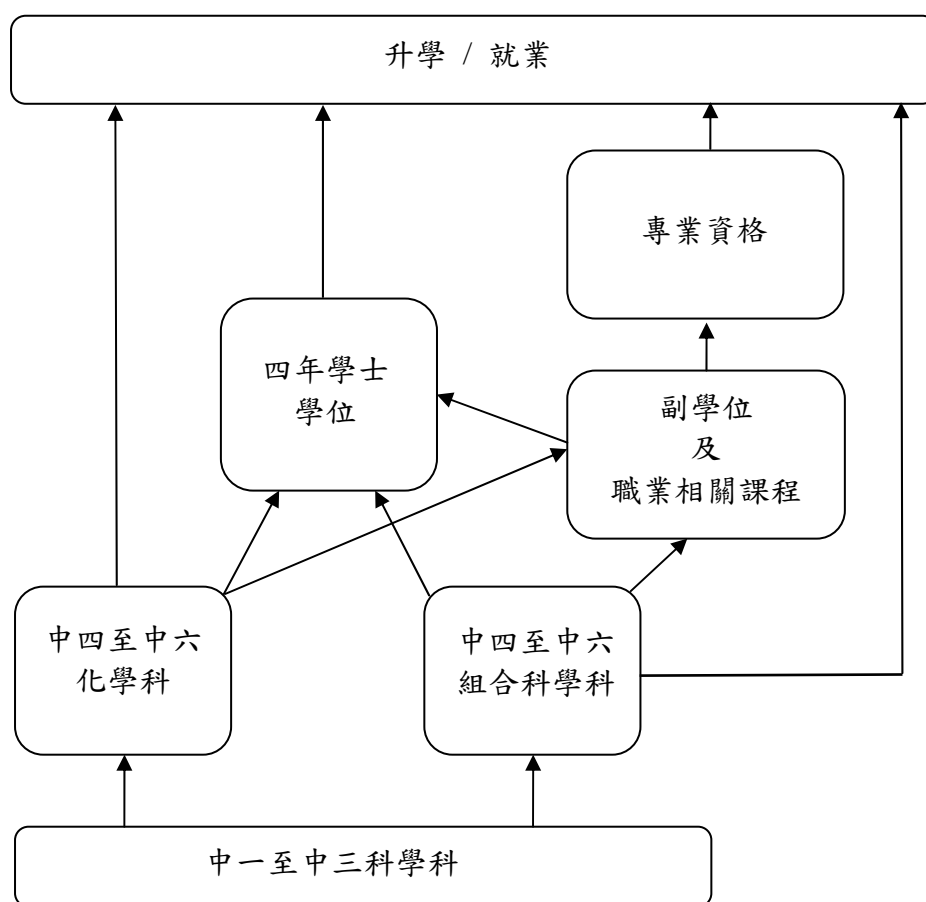 升學 / 就業
專業資格
四年學士
學位
副學位
及
職業相關課程
中四至中六
化學科
中四至中六
組合科學科
中一至中三科學科